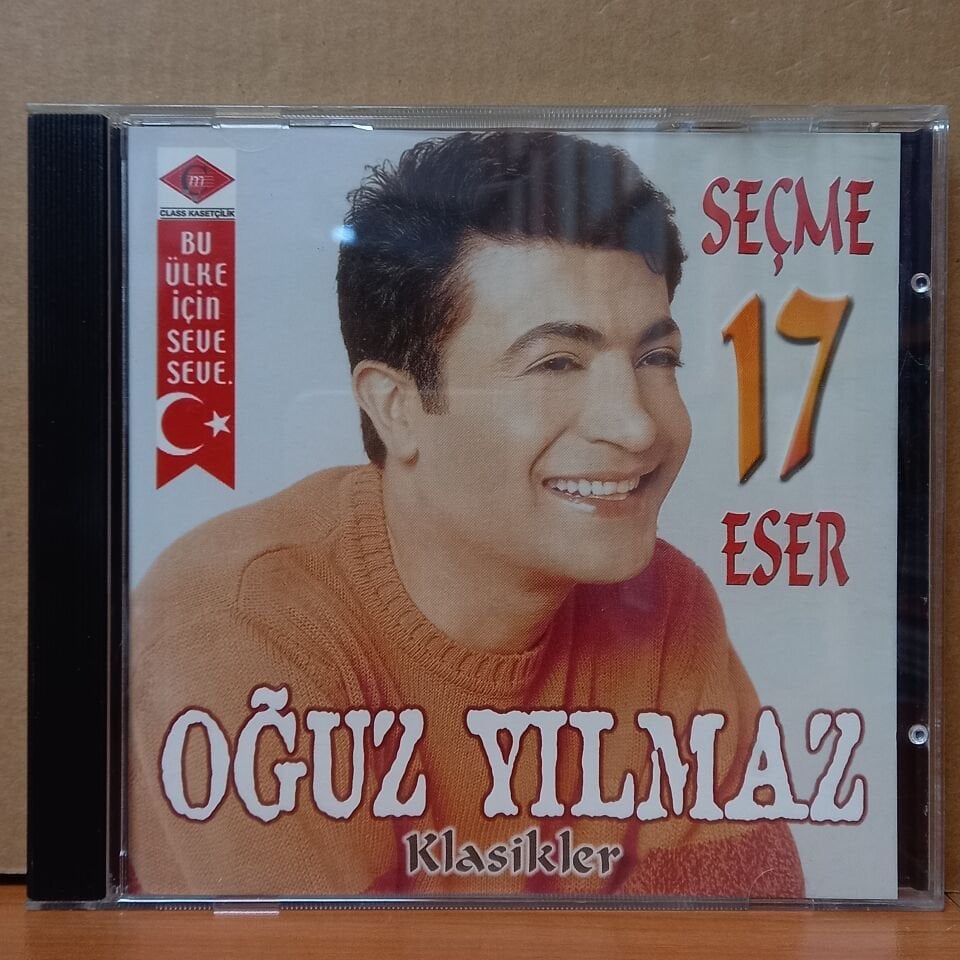 m
CLASS KASETÇİLİK
BU
ÜLKE
İÇİN
SEVE
SEVE.
SEÇME
17
ESER
OĞUZ YILMAZ
Klasikler